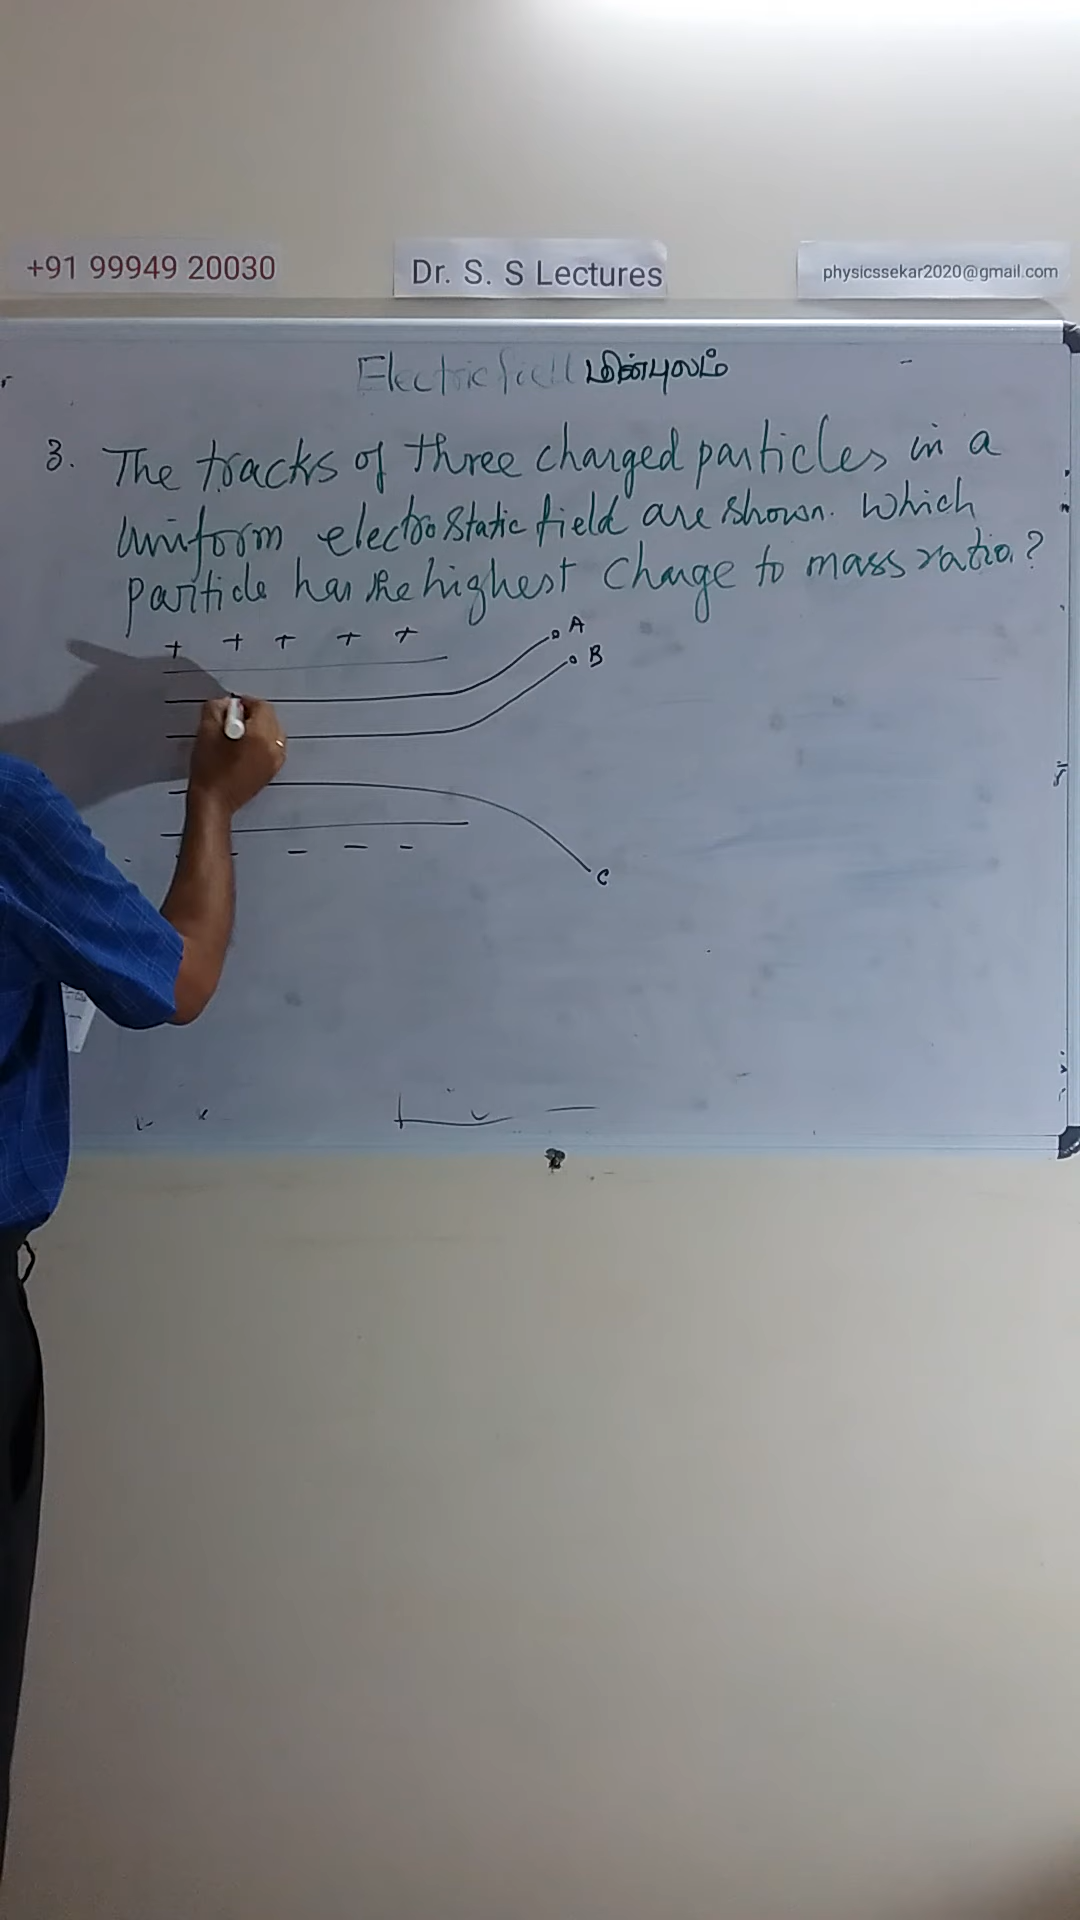 +91 99949 20030
Dr. S. S Lectures
physicssekar2020@gmail.com
Electric field மின்புலம்
3. The tracks of three charged particles in a
uniform electrostatic field are shown. Which
particle has the highest charge to mass ratio?
+ + + + +
A
B
C
- - -